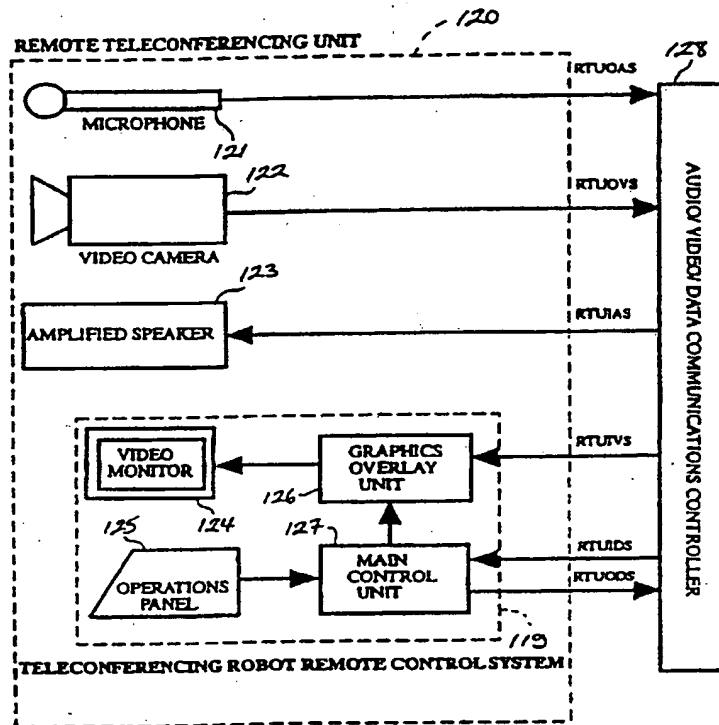 120
REMOTE TELECONFERENCING UNIT
128
RTUOAS
MICROPHONE
121
122
RTUOVS
VIDEO CAMERA
123
AMPLIFIED SPEAKER
RTUIAS
VIDEO
MONITOR
124
GRAPHICS
OVERLAY
UNIT
126
RTUIVS
125
OPERATIONS
PANEL
127
MAIN
CONTROL
UNIT
RTUIDS
RTUODS
119
TELECONFERENCING ROBOT REMOTE CONTROL SYSTEM
AUDIO/ VIDEO/ DATA COMMUNICATIONS CONTROLLER